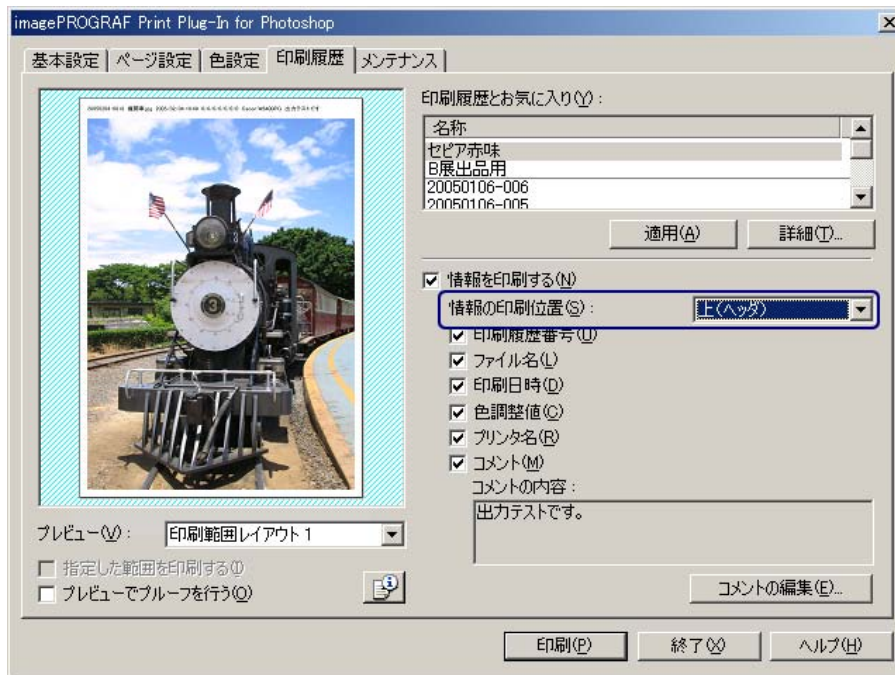 imagePROGRAF Print Plug-In for Photoshop
基本設定 ページ設定 色設定 印刷履歴 メンテナンス
印刷履歴とお気に入り(Y):
名称
セピア赤味
B展出品用
20050106-006
20050106-005
適用(A) 詳細(T)...
情報を印刷する(N)
情報の印刷位置(S): 上(ヘッダ)
印刷履歴番号(U)
ファイル名(L)
印刷日時(D)
色調整値(C)
プリンタ名(R)
コメント(M)
コメントの内容:
出力テストです。
3
プレビュー(V): 印刷範囲レイアウト 1
指定した範囲を印刷する(I)
プレビューでプルーフを行う(O)
コメントの編集(E)...
印刷(P) 終了(X) ヘルプ(H)